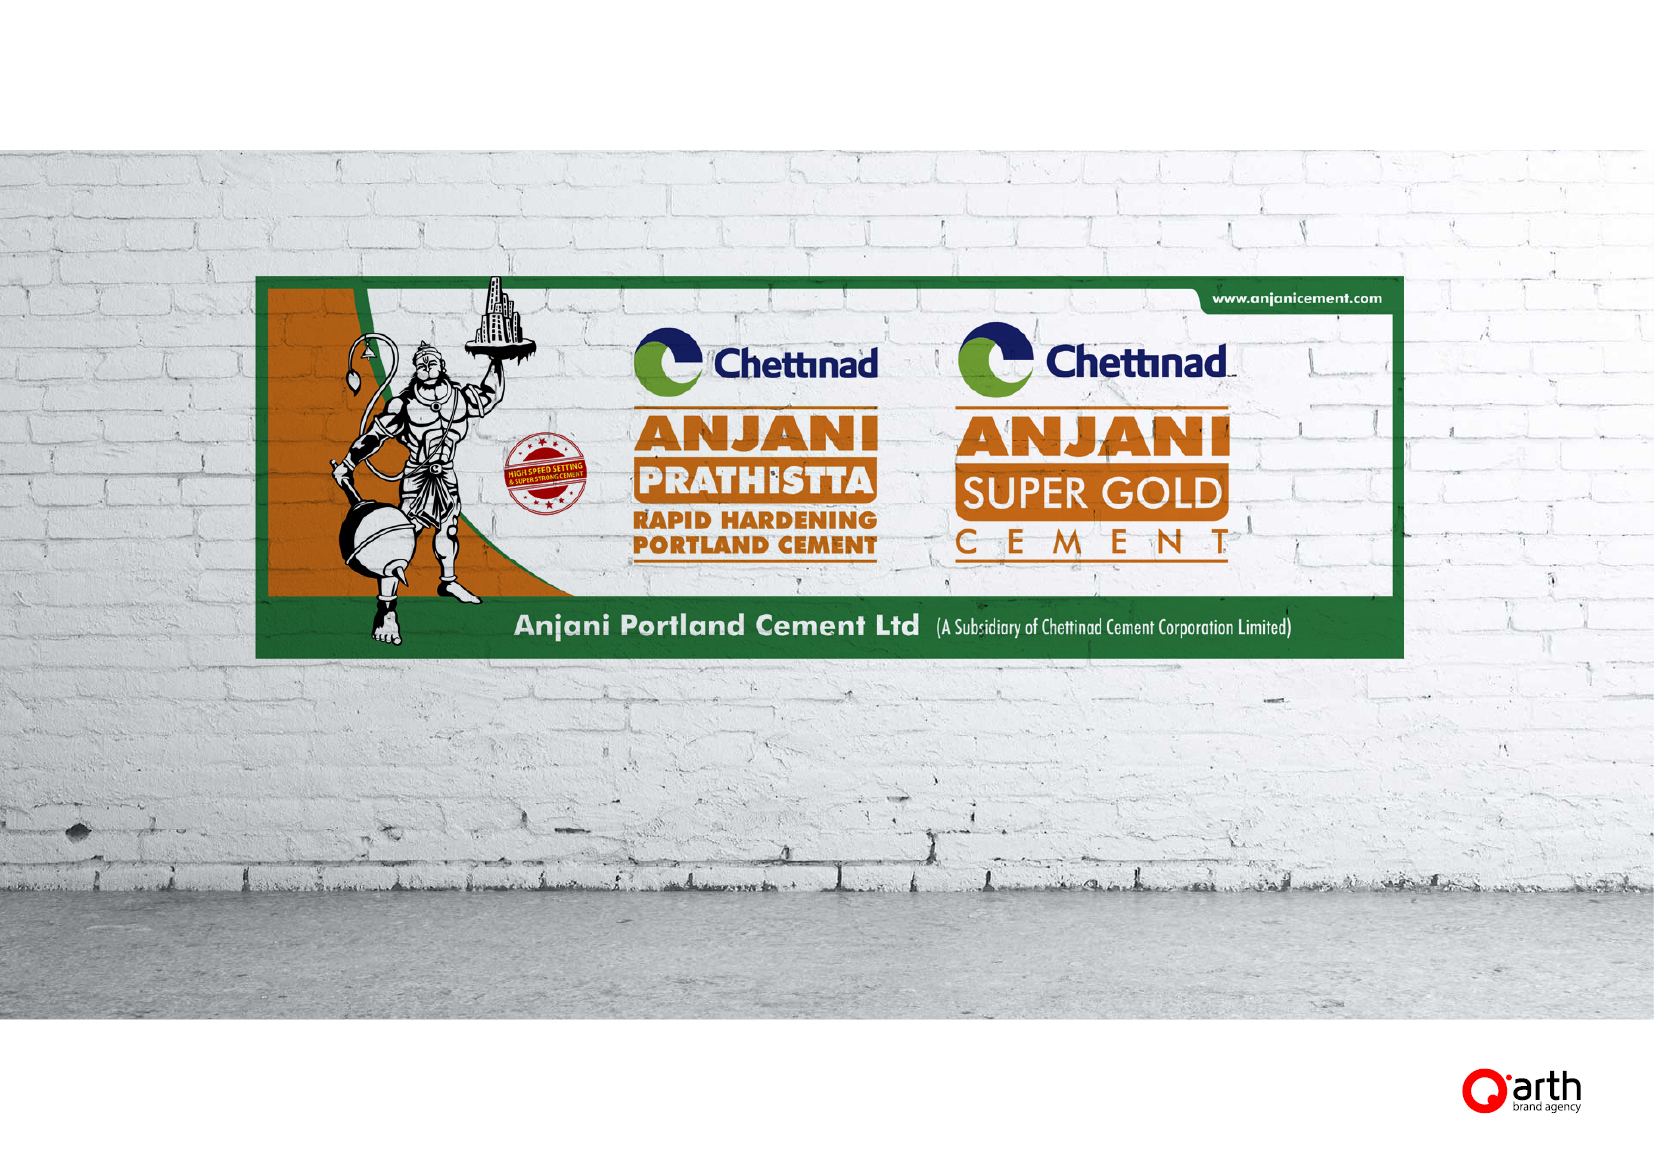 www.anjanicement.com
Chettinad
ANJANI
PRATHISTTA
RAPID HARDENING
PORTLAND CEMENT
Chettinad
ANJANI
SUPER GOLD
CEMENT
HIGH SPEED SETTING
& SUPER STRONG CEMENT
Anjani Portland Cement Ltd (A Subsidiary of Chettinad Cement Corporation Limited)
arth
brand agency